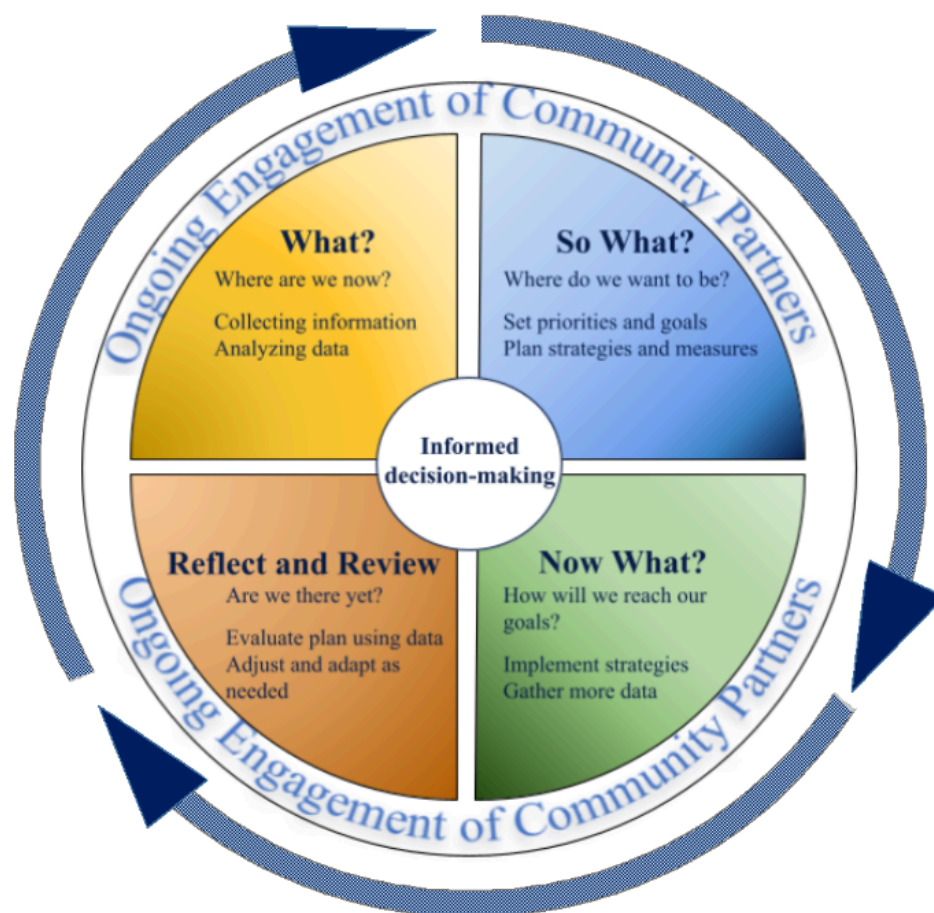 Ongoing Engagement of Community Partners
What?
Where are we now?
Collecting information
Analyzing data
So What?
Where do we want to be?
Set priorities and goals
Plan strategies and measures
Informed
decision-making
Reflect and Review
Are we there yet?
Evaluate plan using data
Adjust and adapt as
needed
Now What?
How will we reach our
goals?
Implement strategies
Gather more data
Ongoing Engagement of Community Partners